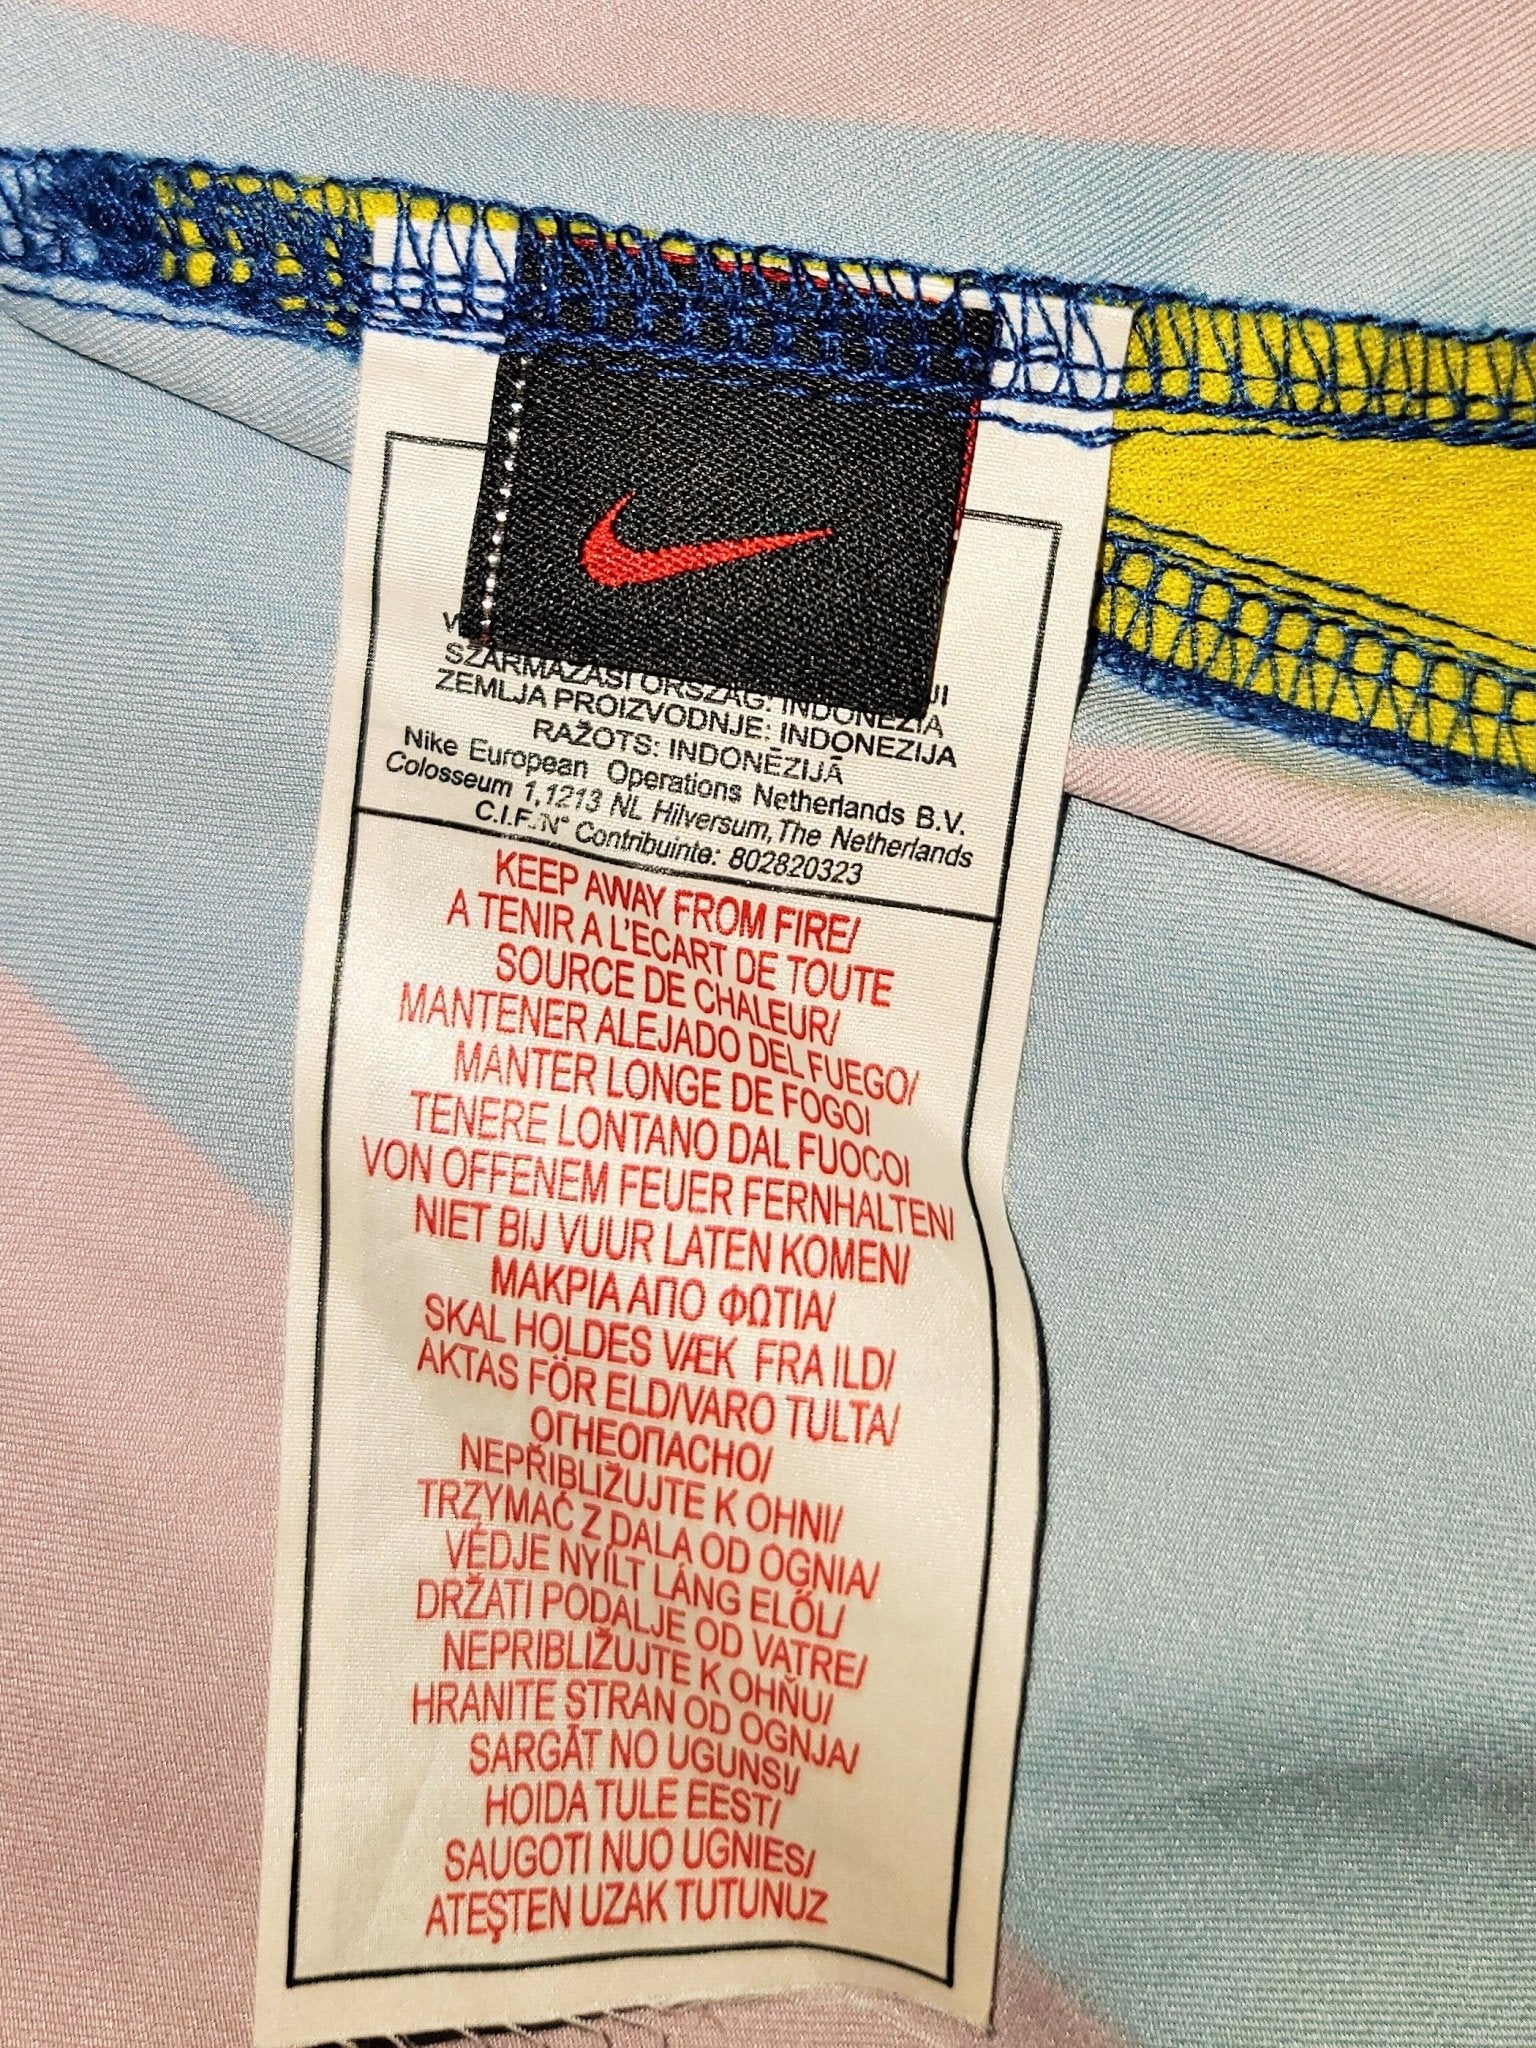 SZÁRMAZÁSI ORSZÁG: INDONÉZIA
ZEMLJA PROIZVODNJE: INDONEZIJA
RAŽOTS: INDONĒZIJĀ
Nike European Operations Netherlands B.V.
Colosseum 1,1213 NL Hilversum,The Netherlands
C.I.F./N° Contribuinte: 802820323
KEEP AWAY FROM FIRE/
A TENIR A L'ECART DE TOUTE
SOURCE DE CHALEUR/
MANTENER ALEJADO DEL FUEGO/
MANTER LONGE DE FOGO/
TENERE LONTANO DAL FUOCO/
VON OFFENEM FEUER FERNHALTEN/
NIET BIJ VUUR LATEN KOMEN/
ΜΑΚΡΙΑ ΑΠΟ ΦΩΤΙΑ/
SKAL HOLDES VÆK FRA ILD/
AKTAS FÖR ELD/VARO TULTA/
ОГНЕОПАСНО/
NEPŘIBLIŽUJTE K OHNI/
TRZYMAĆ Z DALA OD OGNIA/
VÉDJE NYÍLT LÁNG ELŐL/
DRŽATI PODALJE OD VATRE/
NEPRIBLIŽUJTE K OHŇU/
HRANITE STRAN OD OGNJA/
SARGĀT NO UGUNS!/
HOIDA TULE EEST/
SAUGOTI NUO UGNIES/
ATEŞTEN UZAK TUTUNUZ